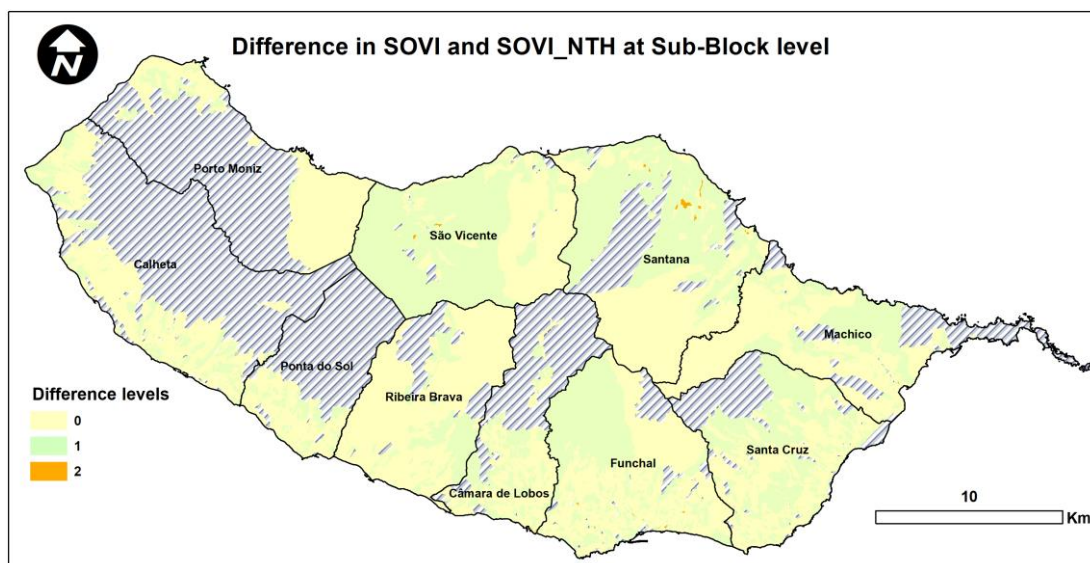 N
Difference in SOVI and SOVI_NTH at Sub-Block level
Porto Moniz
São Vicente
Santana
Calheta
Machico
Ponta do Sol
Ribeira Brava
Santa Cruz
Funchal
Câmara de Lobos
Difference levels
0
1
2
10
Km